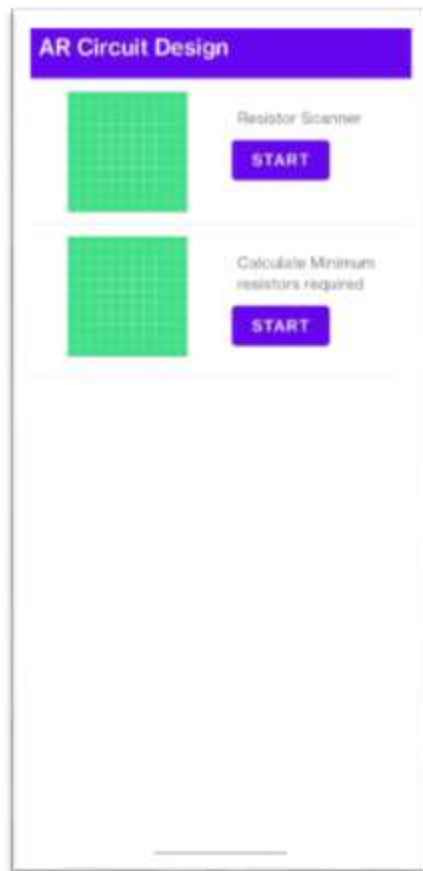 AR Circuit Design
Resistor Scanner
START
Calculate Minimum
resistors required
START